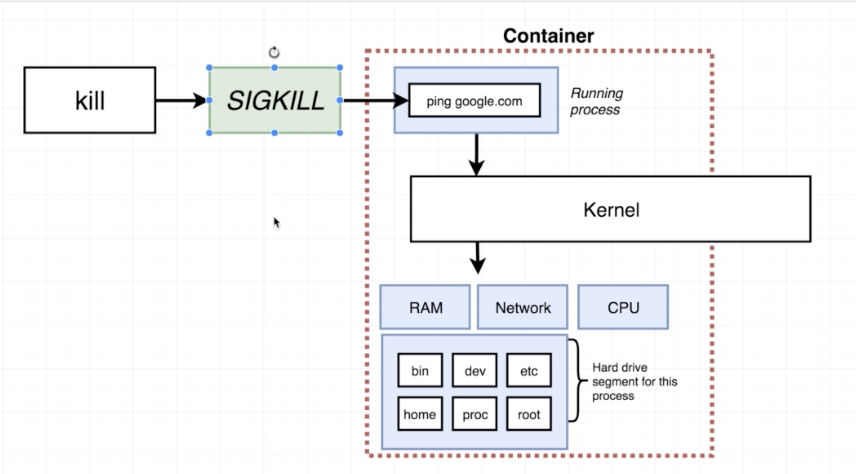 Container
kill
SIGKILL
ping google.com
Running
process
Kernel
RAM
Network
CPU
bin
dev
etc
home
proc
root
Hard drive
segment for this
process